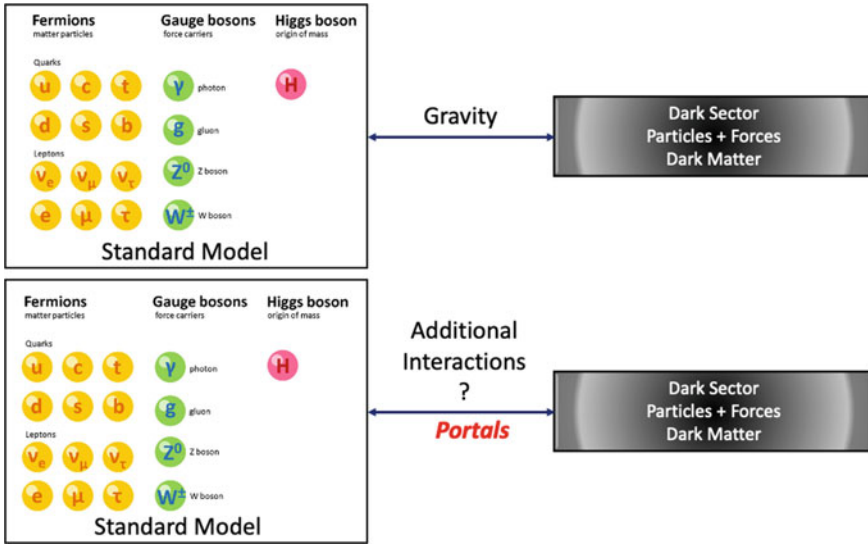 Fermions Gauge bosons Higgs boson
matter particles force carriers origin of mass
Quarks
u c t γ photon H
d s b g gluon
Leptons
νe νμ ντ Z⁰ Z boson
e μ τ W± W boson
Standard Model
Gravity
Dark Sector
Particles + Forces
Dark Matter
Fermions Gauge bosons Higgs boson
matter particles force carriers origin of mass
Quarks
u c t γ photon H
d s b g gluon
Leptons
νe νμ ντ Z⁰ Z boson
e μ τ W± W boson
Standard Model
Additional
Interactions
?
Portals
Dark Sector
Particles + Forces
Dark Matter